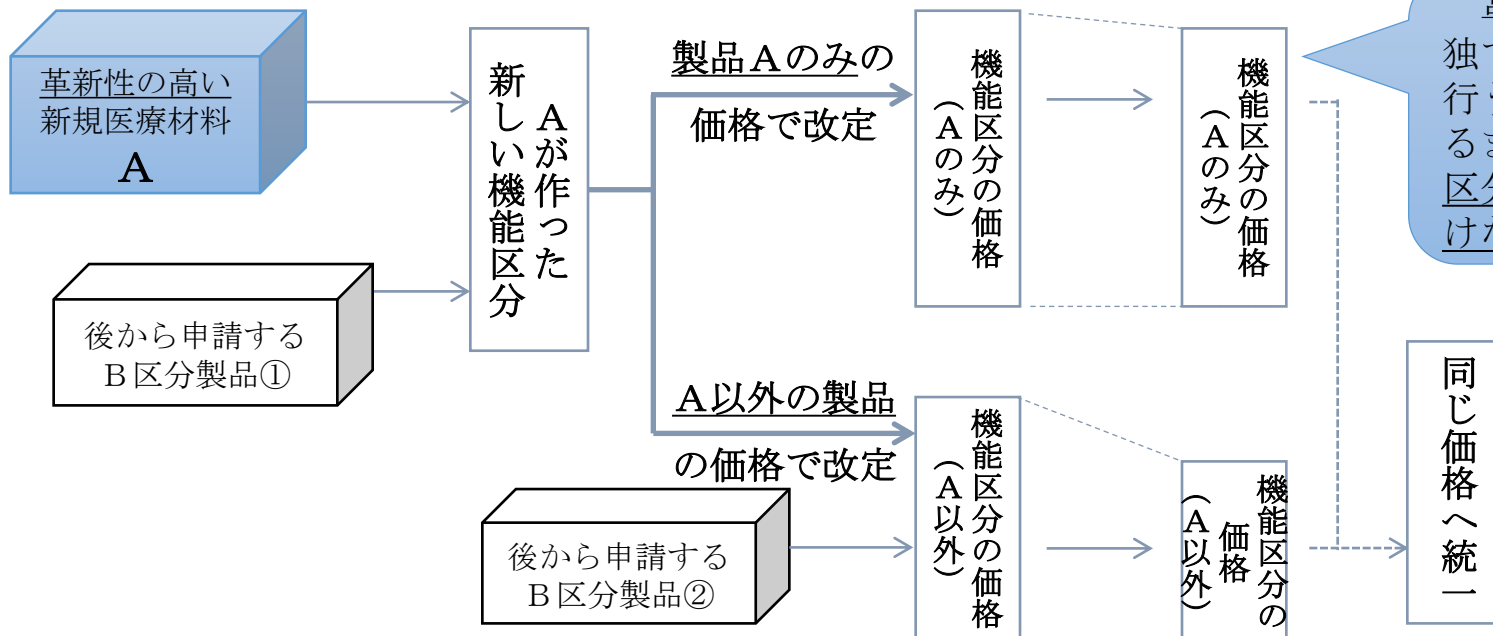 革新性の高い
新規医療材料
A
後から申請する
B区分製品①
Aが作った
新しい機能区分
製品Aのみの
価格で改定
機能区分の価格
(Aのみ)
機能区分の価格
(Aのみ)
独で
行う
るま
区分
けな
A以外の製品
の価格で改定
後から申請する
B区分製品②
機能区分の価格
(A以外)
機能区分の
価格
(A以外)
同じ価格へ統一